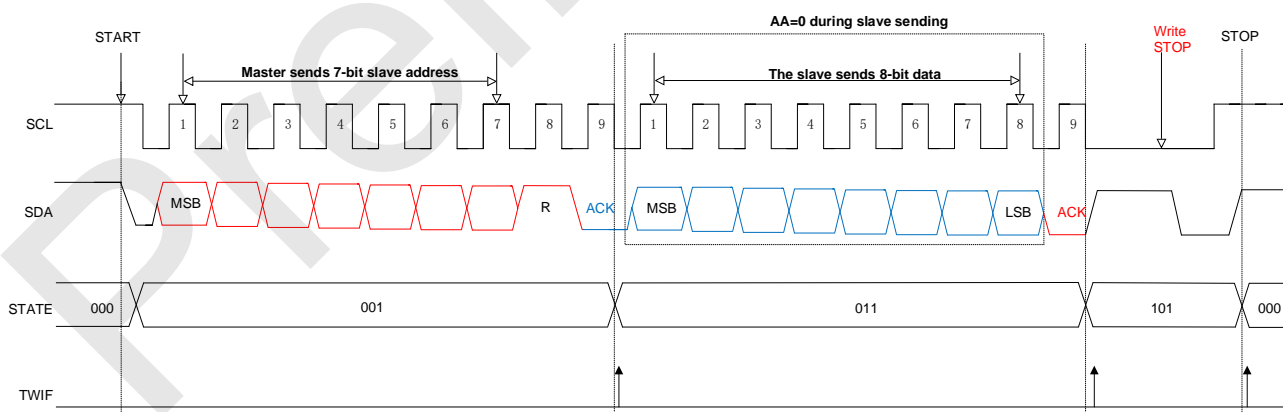 AA=0 during slave sending
START
Write
STOP
STOP
Master sends 7-bit slave address
The slave sends 8-bit data
SCL
1 2 3 4 5 6 7 8 9 1 2 3 4 5 6 7 8 9
SDA
MSB R ACK MSB LSB ACK
STATE
000 001 011 101 000
TWIF